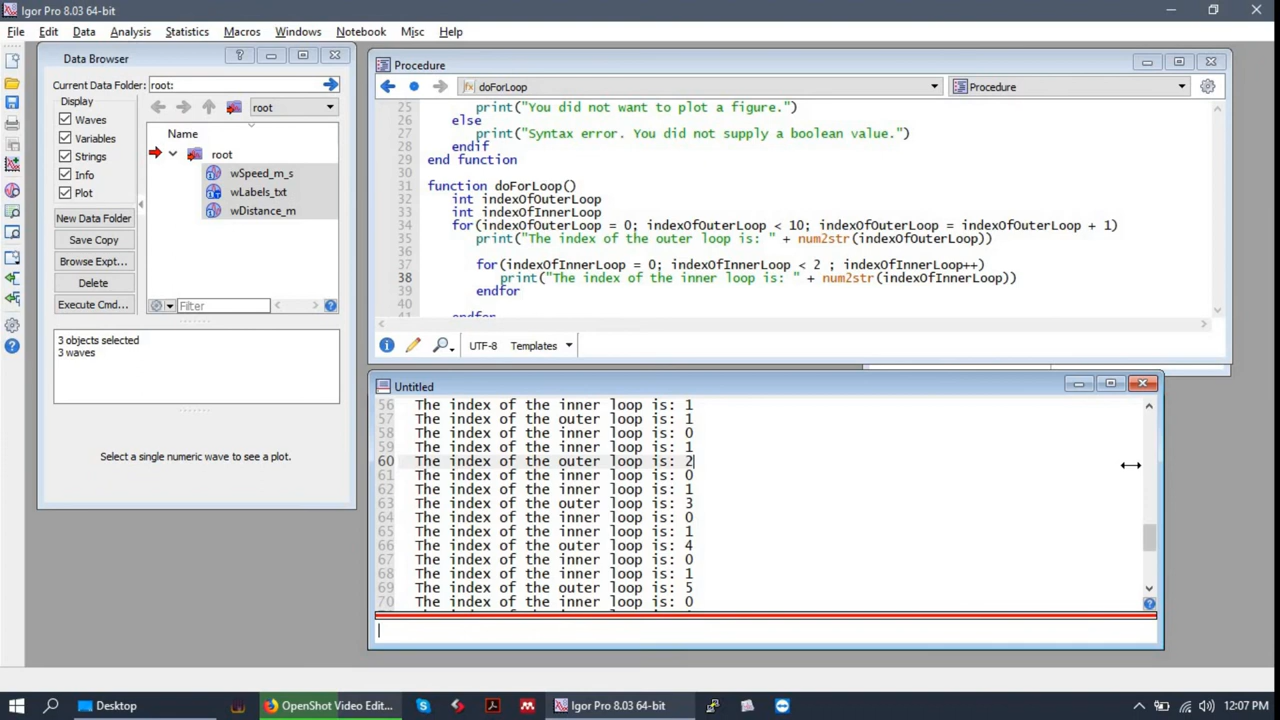 Igor Pro 8.03 64-bit
File Edit Data Analysis Statistics Macros Windows Notebook Misc Help
Data Browser
Current Data Folder: root:
Display
Waves
Variables
Strings
Info
Plot
New Data Folder
Save Copy
Browse Expt...
Delete
Execute Cmd...
root
Name
root
wSpeed_m_s
wLabels_txt
wDistance_m
Filter
3 objects selected
3 waves
Select a single numeric wave to see a plot.
Procedure
doForLoop
Procedure
25 print("You did not want to plot a figure.")
26 else
27 print("Syntax error. You did not supply a boolean value.")
28 endif
29 end function
30
31 function doForLoop()
32 int indexOfOuterLoop
33 int indexOfInnerLoop
34 for(indexOfOuterLoop = 0; indexOfOuterLoop < 10; indexOfOuterLoop = indexOfOuterLoop + 1)
35 print("The index of the outer loop is: " + num2str(indexOfOuterLoop))
36
37 for(indexOfInnerLoop = 0; indexOfInnerLoop < 2 ; indexOfInnerLoop++)
38 print("The index of the inner loop is: " + num2str(indexOfInnerLoop))
39 endfor
40
41 endfor
UTF-8 Templates
Untitled
56 The index of the inner loop is: 1
57 The index of the outer loop is: 1
58 The index of the inner loop is: 0
59 The index of the inner loop is: 1
60 The index of the outer loop is: 2
61 The index of the inner loop is: 0
62 The index of the inner loop is: 1
63 The index of the outer loop is: 3
64 The index of the inner loop is: 0
65 The index of the inner loop is: 1
66 The index of the outer loop is: 4
67 The index of the inner loop is: 0
68 The index of the inner loop is: 1
69 The index of the outer loop is: 5
70 The index of the inner loop is: 0
Desktop
OpenShot Video Edit...
Igor Pro 8.03 64-bit
12:07 PM